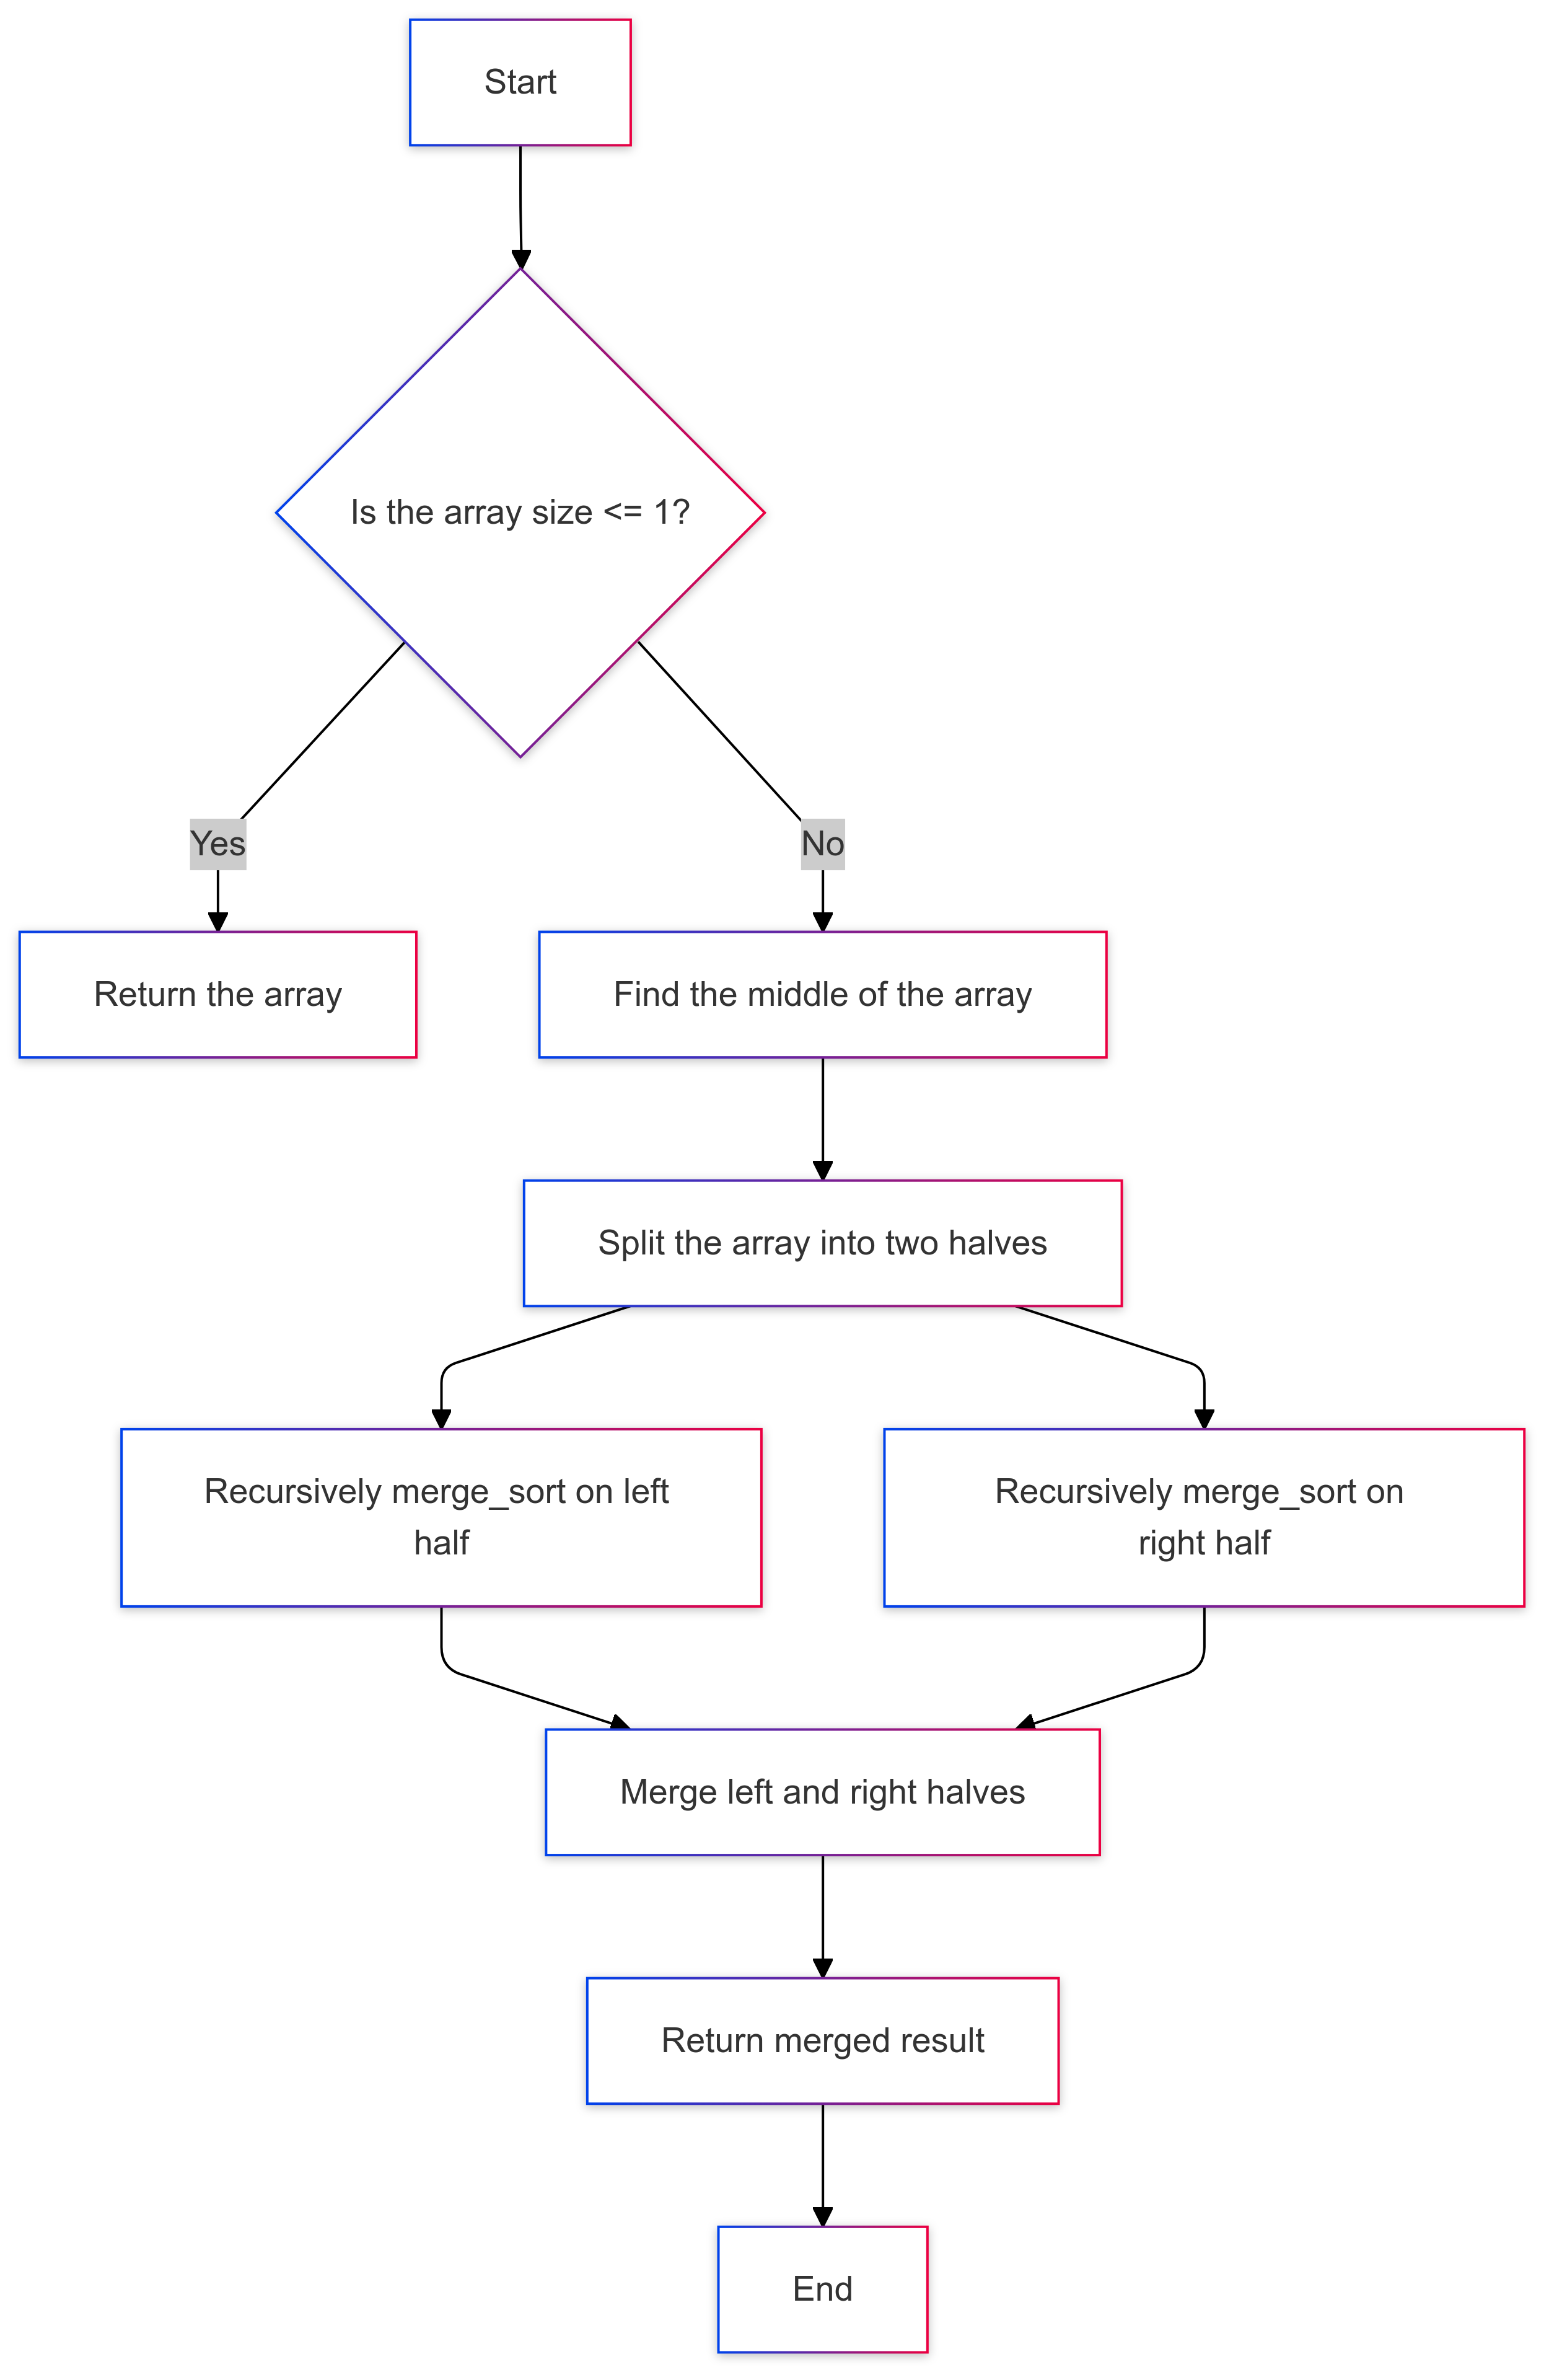 Start
Is the array size <= 1?
Yes
No
Return the array
Find the middle of the array
Split the array into two halves
Recursively merge_sort on left
half
Recursively merge_sort on
right half
Merge left and right halves
Return merged result
End